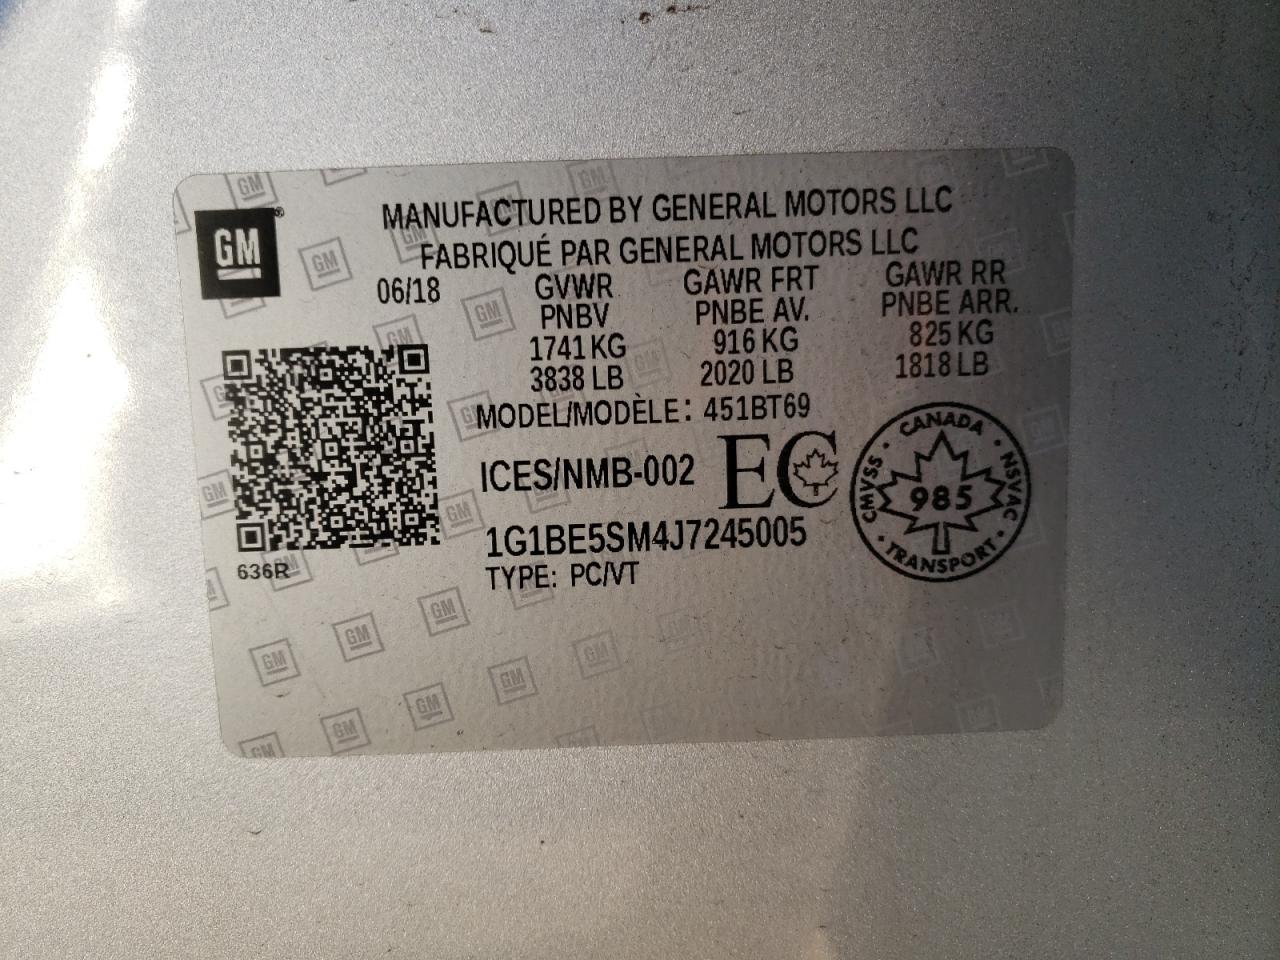 GM®
MANUFACTURED BY GENERAL MOTORS LLC
FABRIQUÉ PAR GENERAL MOTORS LLC
06/18 GVWR GAWR FRT GAWR RR
PNBV PNBE AV. PNBE ARR.
1741 KG 916 KG 825 KG
3838 LB 2020 LB 1818 LB
MODEL/MODÈLE: 451BT69
ICES/NMB-002 EC
1G1BE5SM4J7245005
TYPE: PC/VT
636R
CANADA
CMVSS · 985 · NSVAC
TRANSPORT